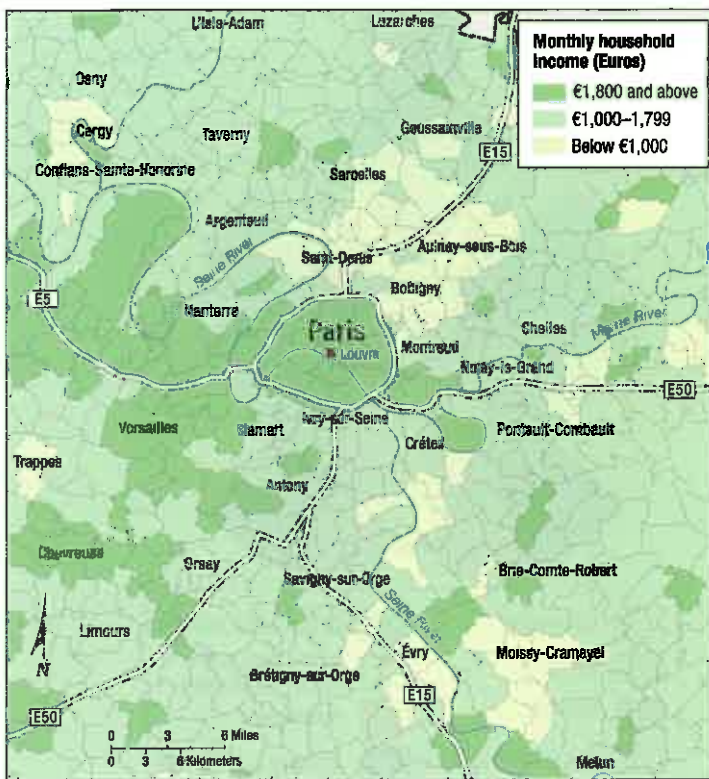 L'Isle-Adam
Luzarches
Monthly household
Income (Euros)
€1,800 and above
€1,000–1,799
Below €1,000
Osny
Cergy
Taverny
Goussainville
E15
Conflans-Sainte-Honorine
Sarcelles
Argenteuil
Seine River
Saint-Denis
Aulnay-sous-Bois
E5
Nanterre
Bobigny
Paris
Louvre
Montreuil
Chelles
Marne River
Noisy-le-Grand
E50
Versailles
Clamart
Ivry-sur-Seine
Créteil
Pontault-Combault
Trappes
Antony
Chevreuse
Orsay
Savigny-sur-Orge
Brie-Comte-Robert
Seine River
Limours
N
Évry
Moissy-Cramayel
Brétigny-sur-Orge
E15
E50
0 3 6 Miles
0 3 6 Kilometers
Melun